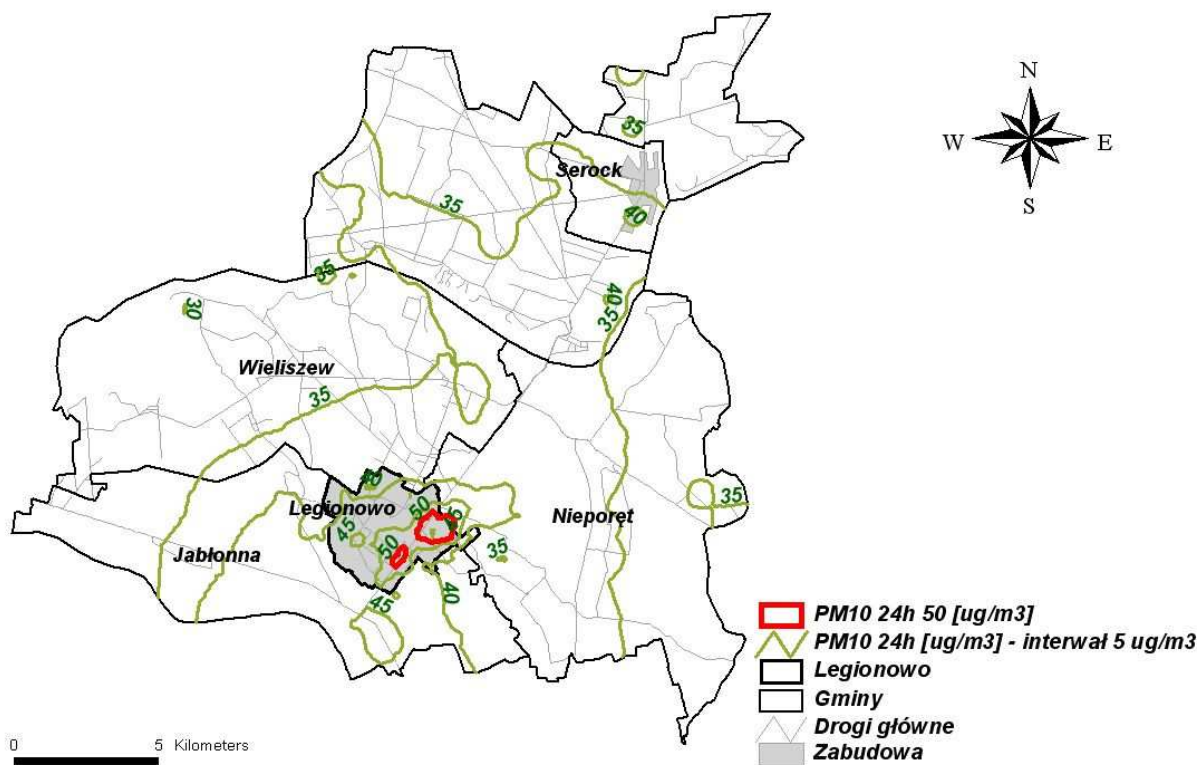 N
W E
S
35
Serock
35
40
35
30
40
35
Wieliszew
35
40
35
Legionowo
50
45
45
Nieporęt
50
35
Jabłonna
45
40
PM10 24h 50 [ug/m3]
PM10 24h [ug/m3] - interwał 5 ug/m3
Legionowo
Gminy
Drogi główne
Zabudowa
0 5 Kilometers